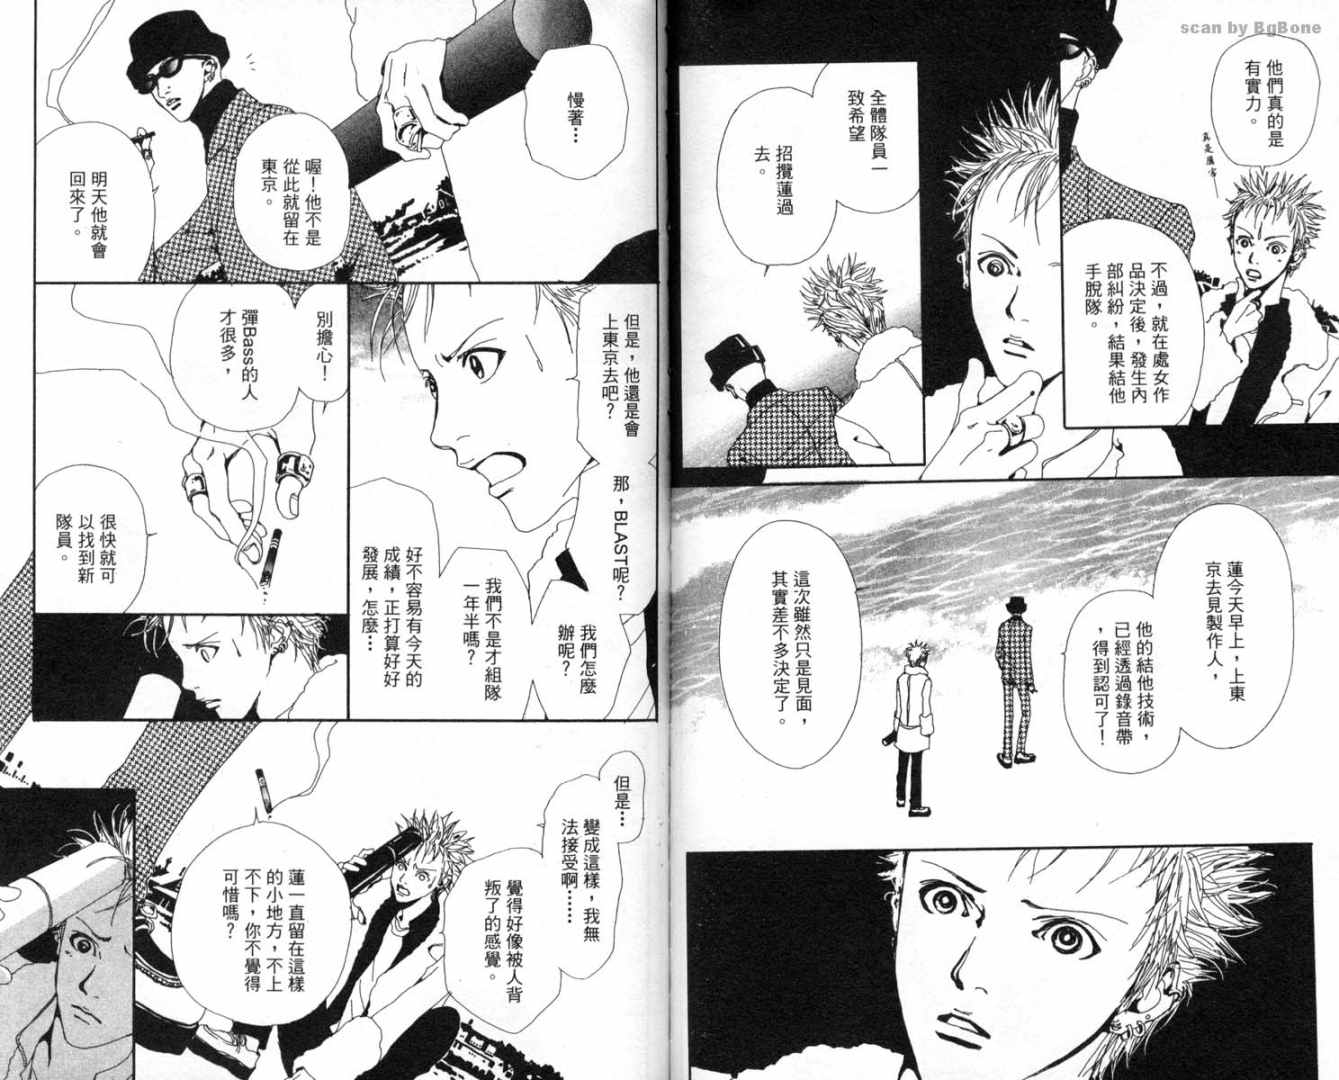 scan by BgBone
他們真的是
有實力。
不過，就在處女作
品決定後，發生內
部糾紛，結果結他
手脫隊。
全體隊員一
致希望
招攬蓮過
去。
蓮今天早上，上東
京去見製作人，
他的結他技術，
已經透過錄音帶
，得到認可了！
這次雖然只是見面，
其實差不多決定了。
慢著…
喔！他不是
從此就留在
東京。
明天他就會
回來了。
但是，他還是會
上東京去吧？
那，BLAST呢？
我們怎麼
辦呢？
我們不是才組隊
一年半嗎？
好不容易有今天的
成績，正打算好好
發展，怎麼…
別擔心！
彈Bass的人
才很多，
很快就可
以找到新
隊員。
但是…
變成這樣，我無
法接受啊……
覺得好像被人背
叛了的感覺。
蓮一直留在這樣
的小地方，不上
不下，你不覺得
可惜嗎？